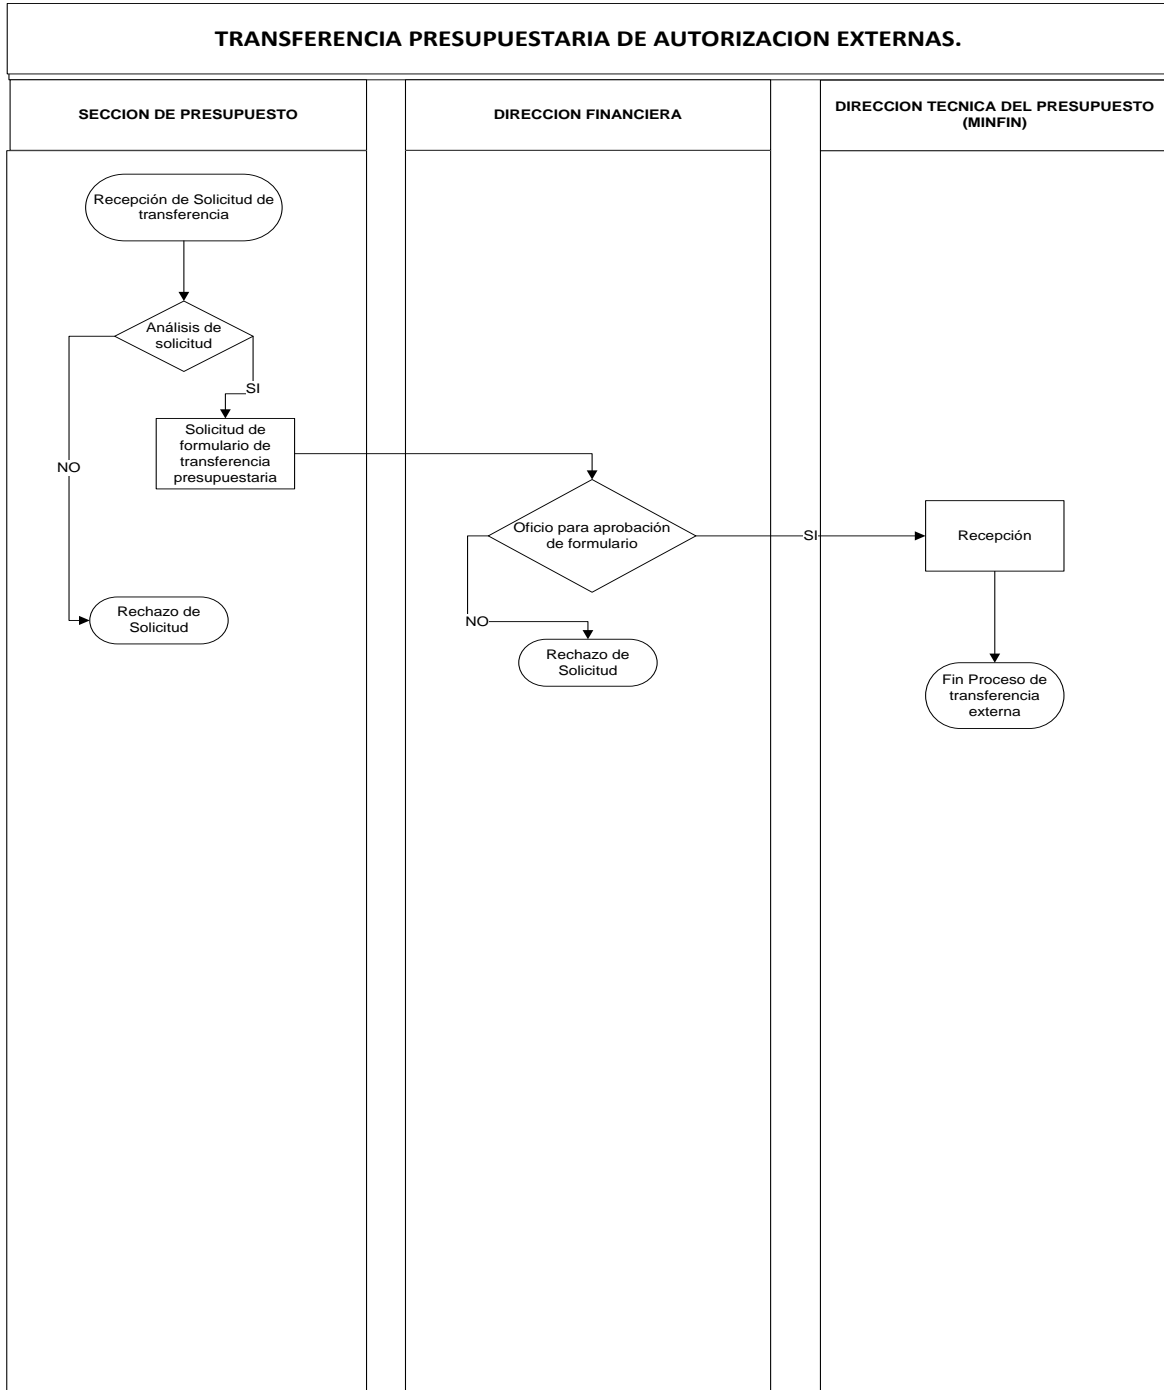 TRANSFERENCIA PRESUPUESTARIA DE AUTORIZACION EXTERNAS.
SECCION DE PRESUPUESTO
DIRECCION FINANCIERA
DIRECCION TECNICA DEL PRESUPUESTO
(MINFIN)
Recepción de Solicitud de
transferencia
Análisis de
solicitud
SI
Solicitud de
formulario de
transferencia
presupuestaria
NO
Rechazo de
Solicitud
Oficio para aprobación
de formulario
SI
NO
Rechazo de
Solicitud
Recepción
Fin Proceso de
transferencia
externa